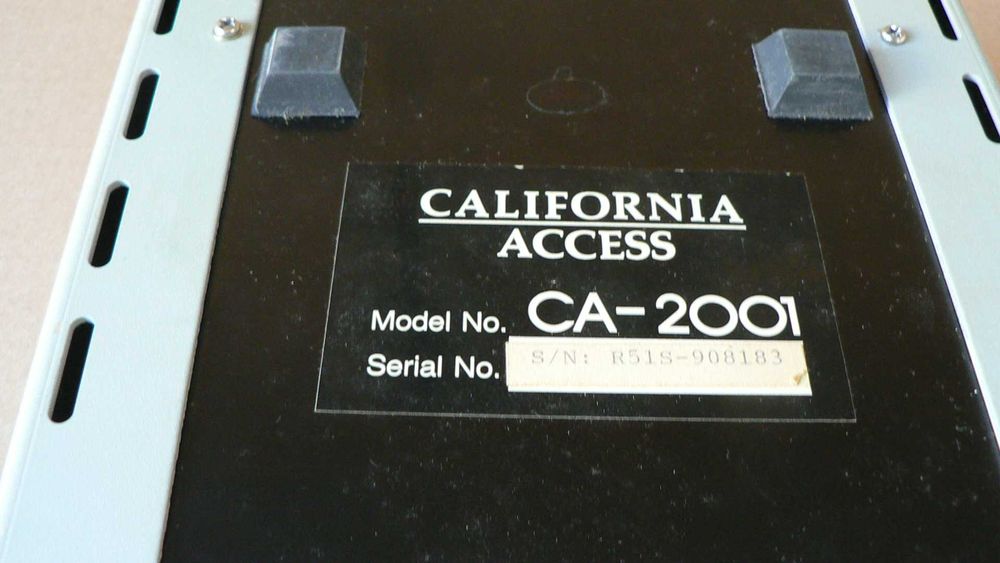 CALIFORNIA
ACCESS
Model No. CA-2001
Serial No. S/N: R51S-908183